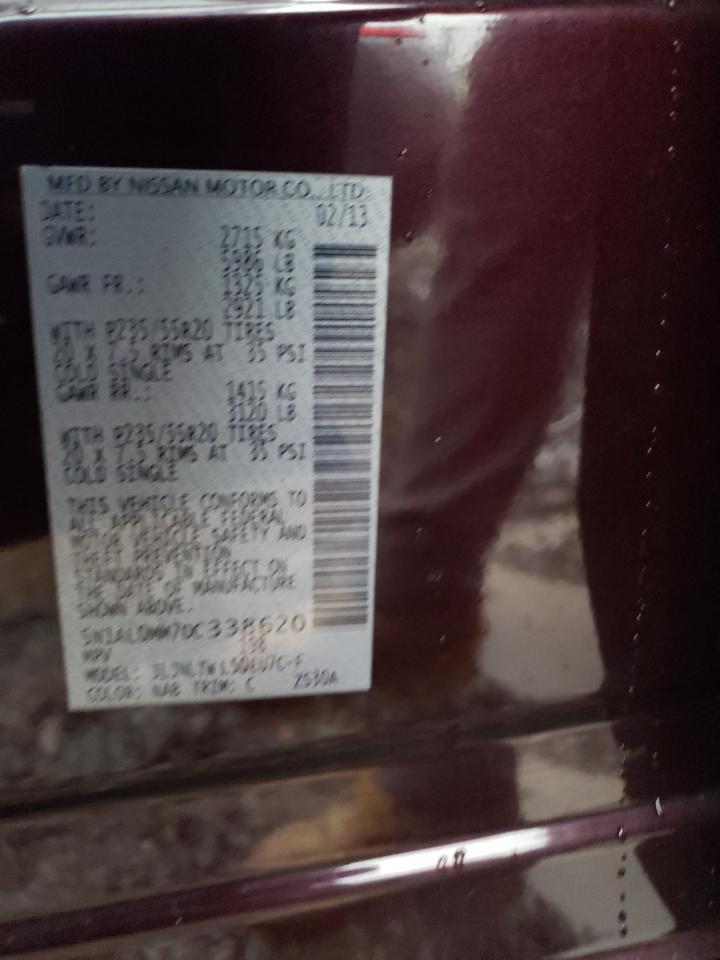 MFD BY NISSAN MOTOR CO., LTD.
DATE: 02/13
GVWR: 2715 KG
5986 LB
GAWR FR.: 1325 KG
2921 LB
WITH P235/55R20 TIRES
20 X 7.5 RIMS AT 35 PSI
COLD SINGLE
GAWR RR.: 1415 KG
3120 LB
WITH P235/55R20 TIRES
20 X 7.5 RIMS AT 35 PSI
COLD SINGLE
THIS VEHICLE CONFORMS TO
ALL APPLICABLE FEDERAL
MOTOR VEHICLE SAFETY AND
THEFT PREVENTION
STANDARDS IN EFFECT ON
THE DATE OF MANUFACTURE
SHOWN ABOVE.
5N1AL0MM7DC338620
MPV
MODEL:
COLOR: NAB TRIM: C